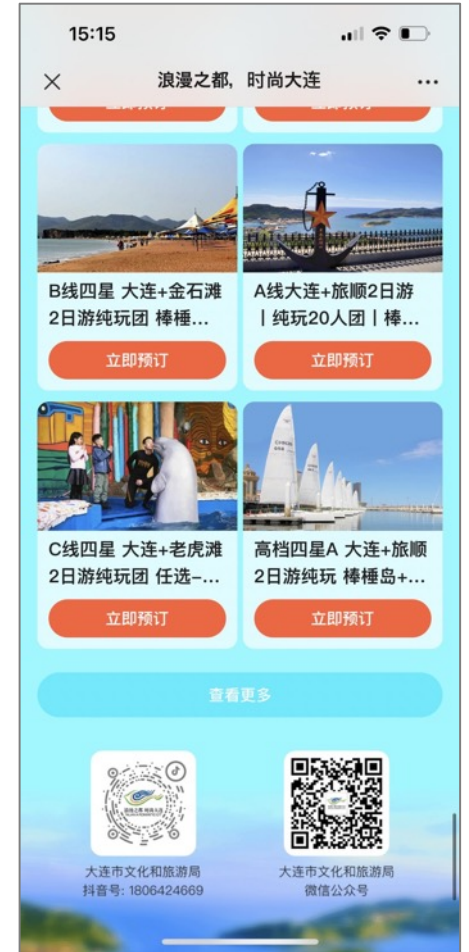 15:15
浪漫之都，时尚大连
B线四星 大连+金石滩
2日游纯玩团 棒棰...
立即预订
A线大连+旅顺2日游
丨纯玩20人团丨棒...
立即预订
C线四星 大连+老虎滩
2日游纯玩团 任选-...
立即预订
高档四星A 大连+旅顺
2日游纯玩 棒棰岛+...
立即预订
查看更多
大连市文化和旅游局
抖音号: 1806424669
大连市文化和旅游局
微信公众号